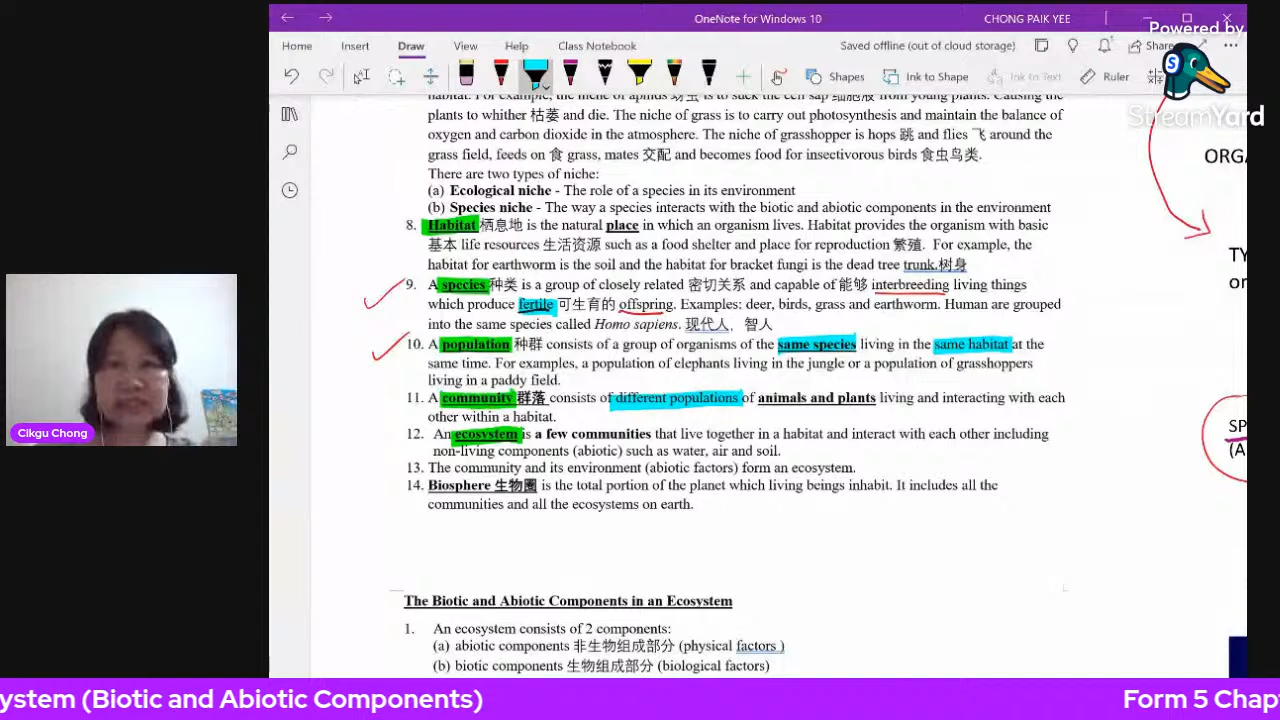 OneNote for Windows 10
CHONG PAIK YEE
Powered by
StreamYard
Home Insert Draw View Help Class Notebook
Saved offline (out of cloud storage)
Share
Shapes
Ink to Shape
Ink to Text
Ruler
plants to whither 枯萎 and die. The niche of grass is to carry out photosynthesis and maintain the balance of
oxygen and carbon dioxide in the atmosphere. The niche of grasshopper is hops 跳 and flies 飞 around the
grass field, feeds on 食 grass, mates 交配 and becomes food for insectivorous birds 食虫鸟类.
There are two types of niche:
(a) Ecological niche - The role of a species in its environment
(b) Species niche - The way a species interacts with the biotic and abiotic components in the environment
8. Habitat 栖息地 is the natural place in which an organism lives. Habitat provides the organism with basic
基本 life resources 生活资源 such as a food shelter and place for reproduction 繁殖. For example, the
habitat for earthworm is the soil and the habitat for bracket fungi is the dead tree trunk.树身
9. A species种类 is a group of closely related 密切关系 and capable of 能够 interbreeding living things
which produce fertile 可生育的 offspring. Examples: deer, birds, grass and earthworm. Human are grouped
into the same species called Homo sapiens. 现代人, 智人
10. A population 种群 consists of a group of organisms of the same species living in the same habitat at the
same time. For examples, a population of elephants living in the jungle or a population of grasshoppers
living in a paddy field.
11. A community 群落 consists of different populations of animals and plants living and interacting with each
other within a habitat.
12. An ecosystem is a few communities that live together in a habitat and interact with each other including
non-living components (abiotic) such as water, air and soil.
13. The community and its environment (abiotic factors) form an ecosystem.
14. Biosphere 生物圈 is the total portion of the planet which living beings inhabit. It includes all the
communities and all the ecosystems on earth.
The Biotic and Abiotic Components in an Ecosystem
1. An ecosystem consists of 2 components:
(a) abiotic components 非生物组成部分 (physical factors )
(b) biotic components 生物组成部分 (biological factors)
ORGA
TY
or
SP
(A
Cikgu Chong
ystem (Biotic and Abiotic Components)
Form 5 Chapt